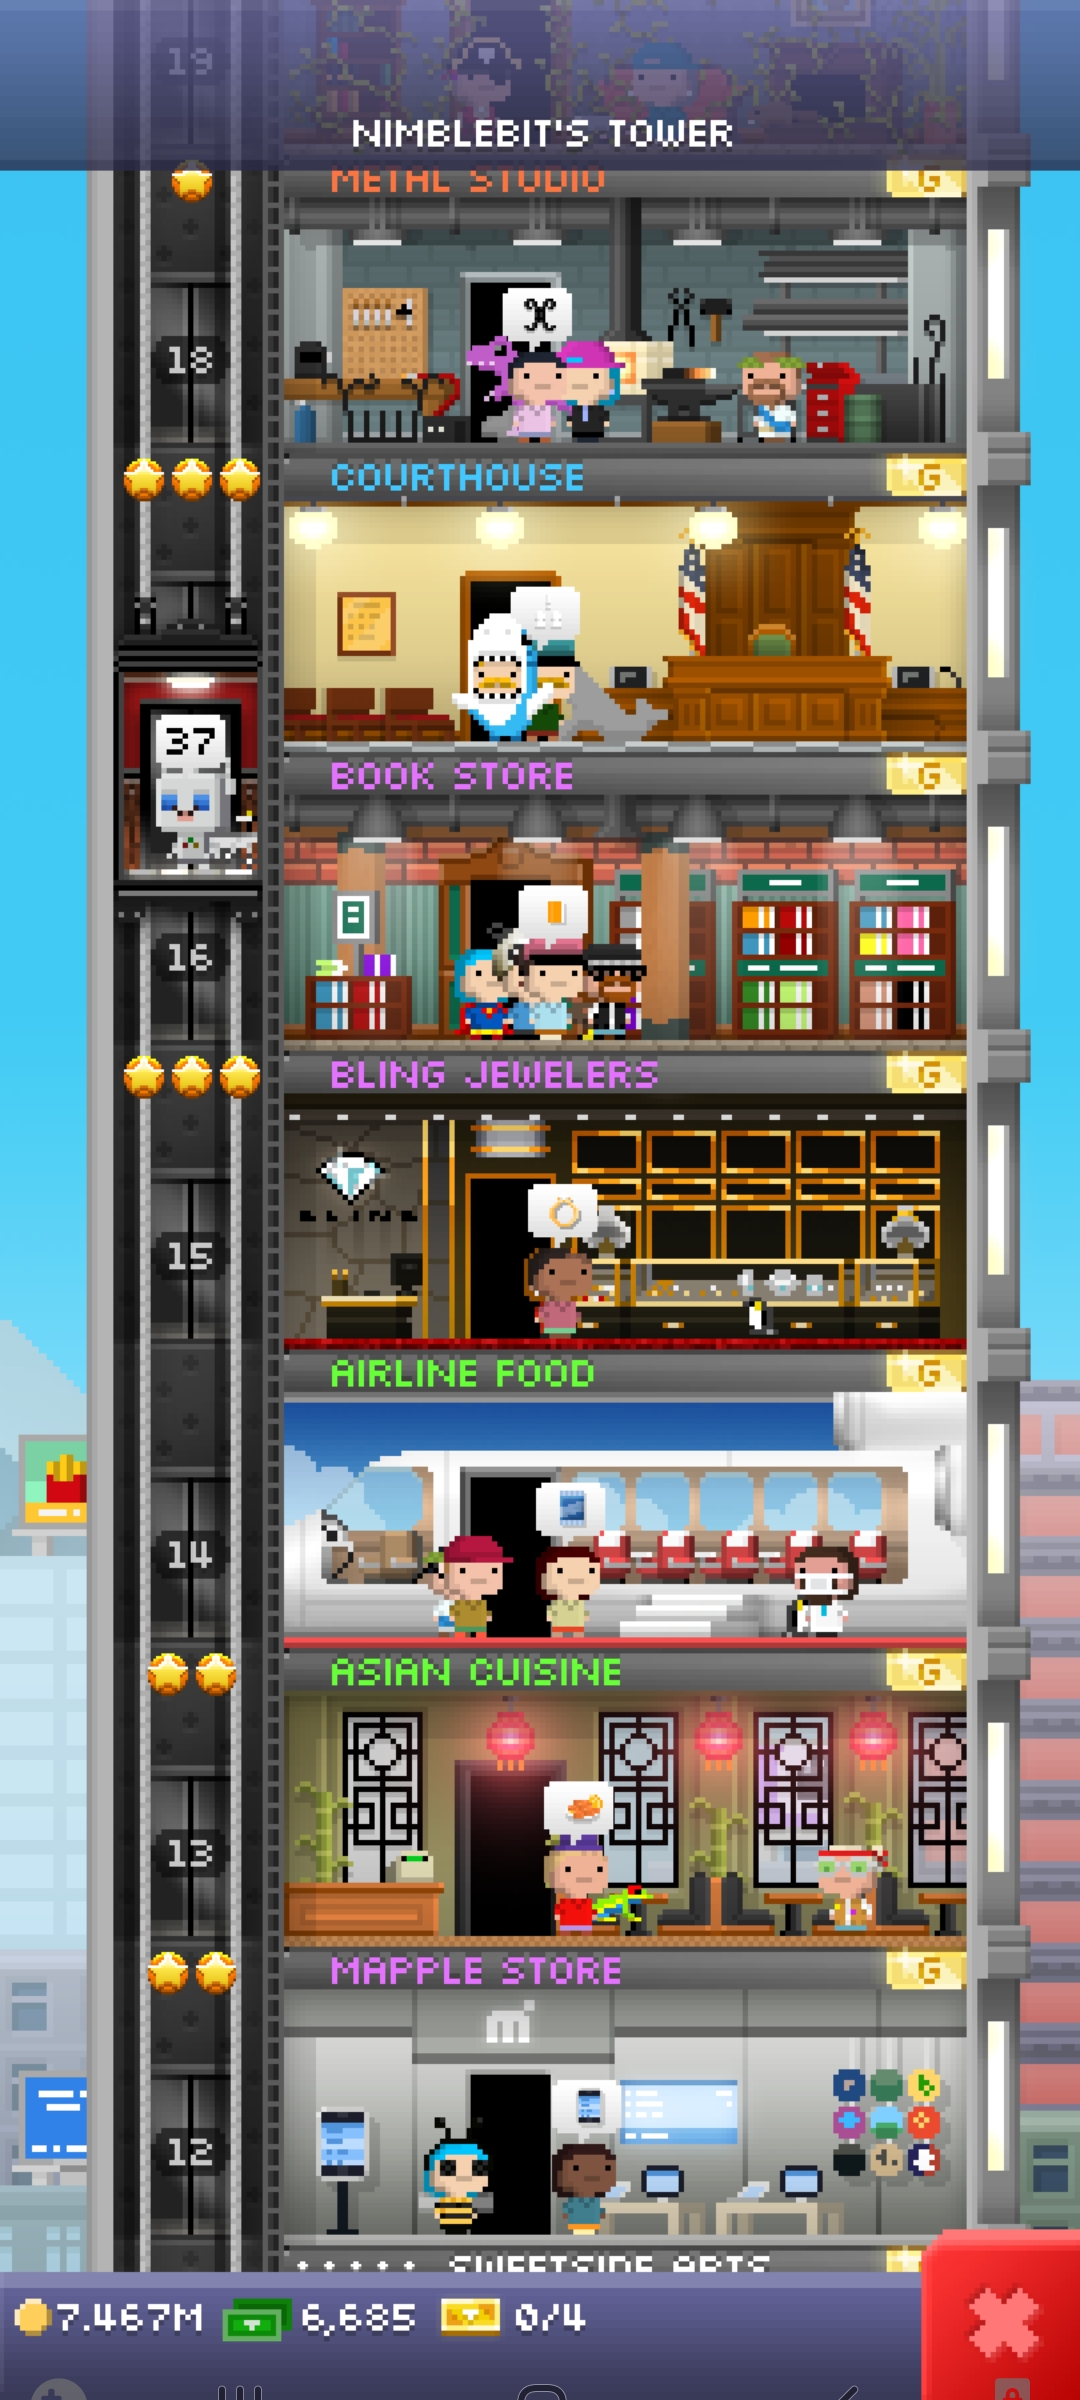 19
NIMBLEBIT'S TOWER
METAL STUDIO G
18
COURTHOUSE G
37
BOOK STORE G
16
BLING JEWELERS G
BLING
15
AIRLINE FOOD G
14
ASIAN CUISINE G
13
MAPPLE STORE G
m
12
SWEETSIDE ARTS
7.467M 6,685 0/4